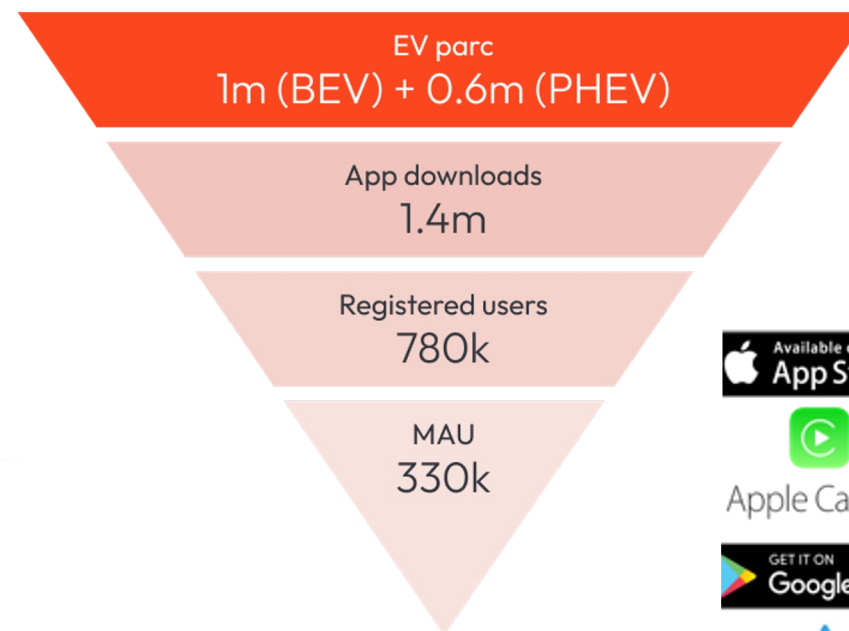 EV parc
1m (BEV) + 0.6m (PHEV)
App downloads
1.4m
Registered users
780k
MAU
330k
Available
App S
Apple Ca
GET IT ON
Google